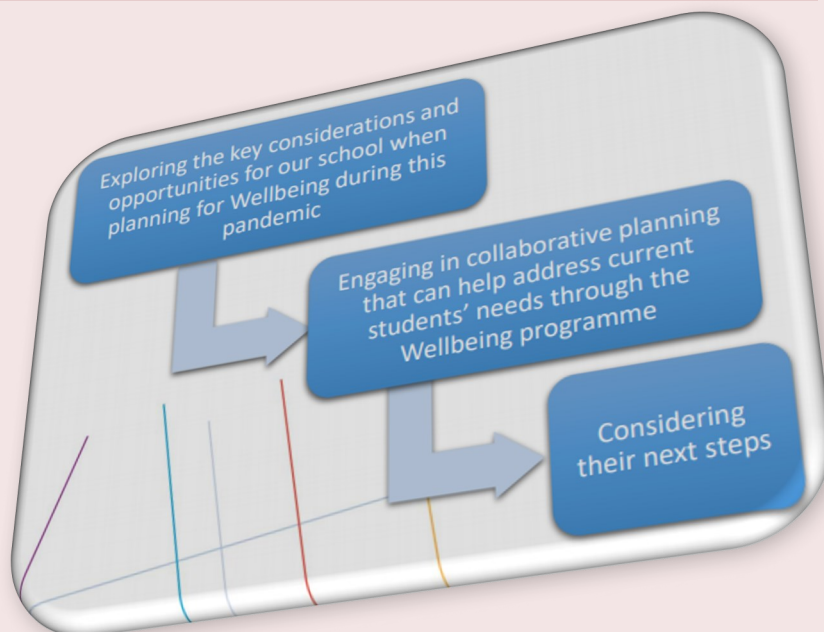 Exploring the key considerations and
opportunities for our school when
planning for Wellbeing during this
pandemic
Engaging in collaborative planning
that can help address current
students' needs through the
Wellbeing programme
Considering
their next steps